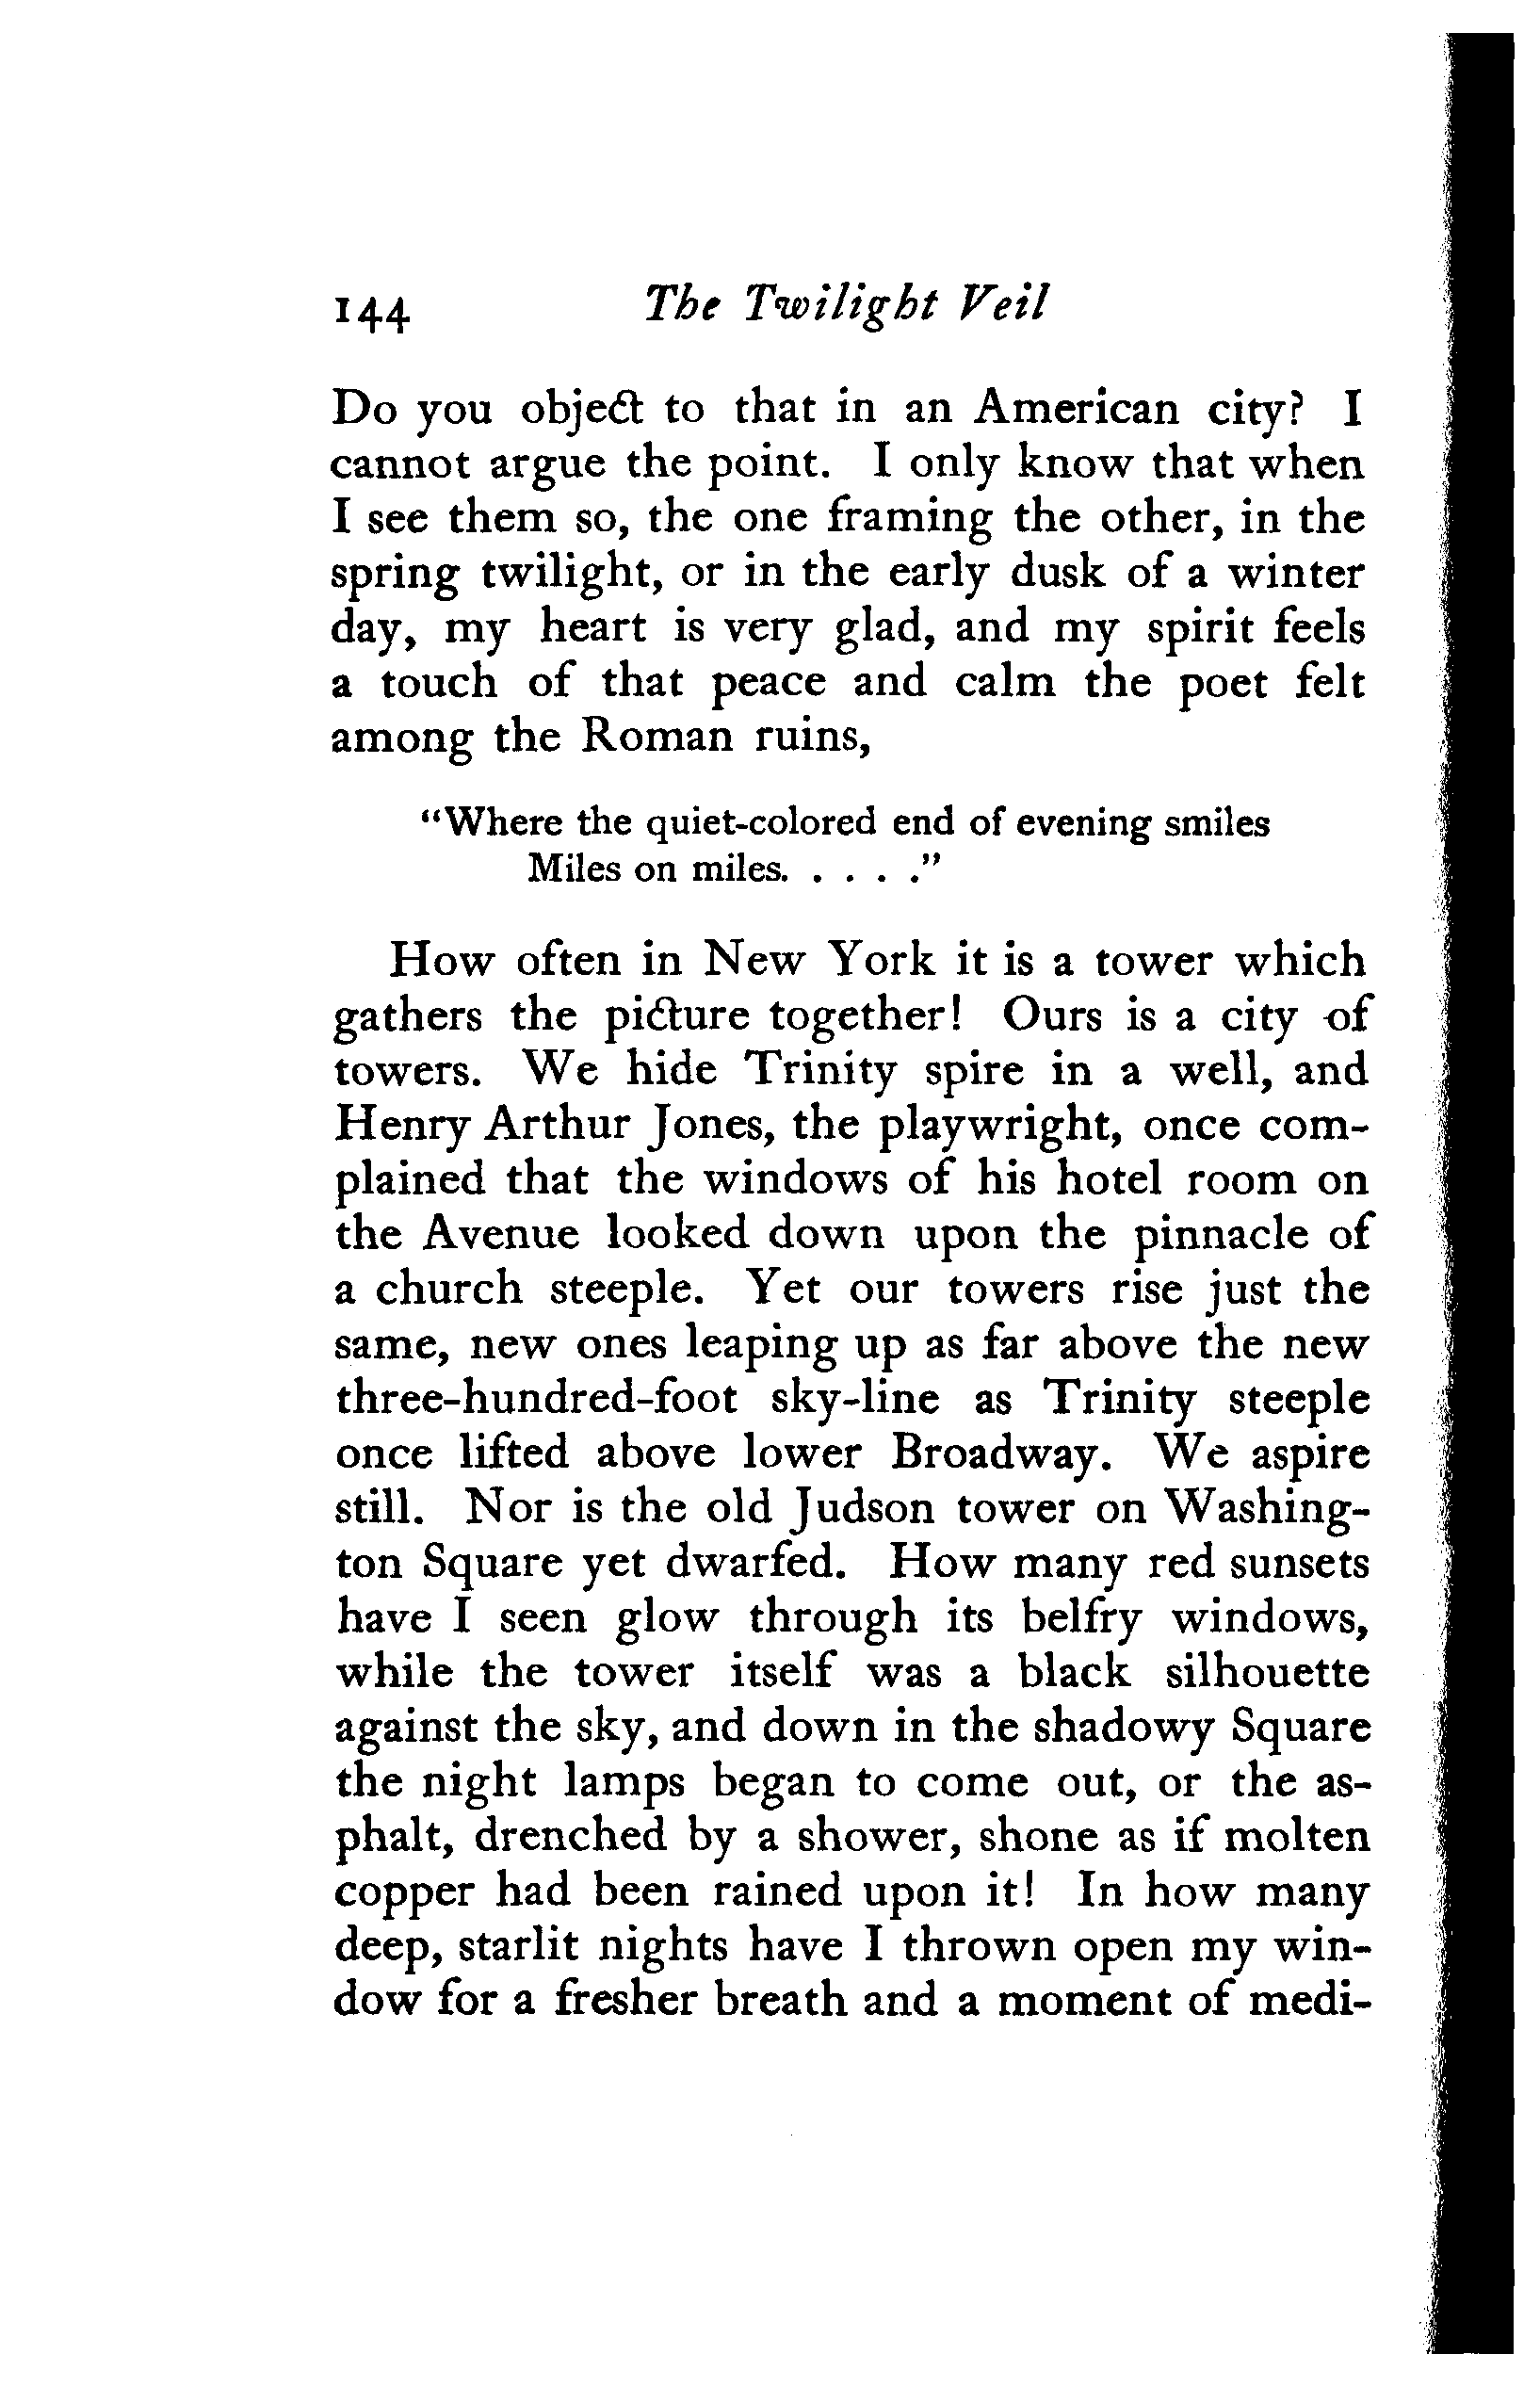 144 The Twilight Veil
Do you object to that in an American city? I
cannot argue the point. I only know that when
I see them so, the one framing the other, in the
spring twilight, or in the early dusk of a winter
day, my heart is very glad, and my spirit feels
a touch of that peace and calm the poet felt
among the Roman ruins,
"Where the quiet-colored end of evening smiles
Miles on miles. . . . ."
How often in New York it is a tower which
gathers the picture together! Ours is a city of
towers. We hide Trinity spire in a well, and
Henry Arthur Jones, the playwright, once com-
plained that the windows of his hotel room on
the Avenue looked down upon the pinnacle of
a church steeple. Yet our towers rise just the
same, new ones leaping up as far above the new
three-hundred-foot sky-line as Trinity steeple
once lifted above lower Broadway. We aspire
still. Nor is the old Judson tower on Washing-
ton Square yet dwarfed. How many red sunsets
have I seen glow through its belfry windows,
while the tower itself was a black silhouette
against the sky, and down in the shadowy Square
the night lamps began to come out, or the as-
phalt, drenched by a shower, shone as if molten
copper had been rained upon it! In how many
deep, starlit nights have I thrown open my win-
dow for a fresher breath and a moment of medi-